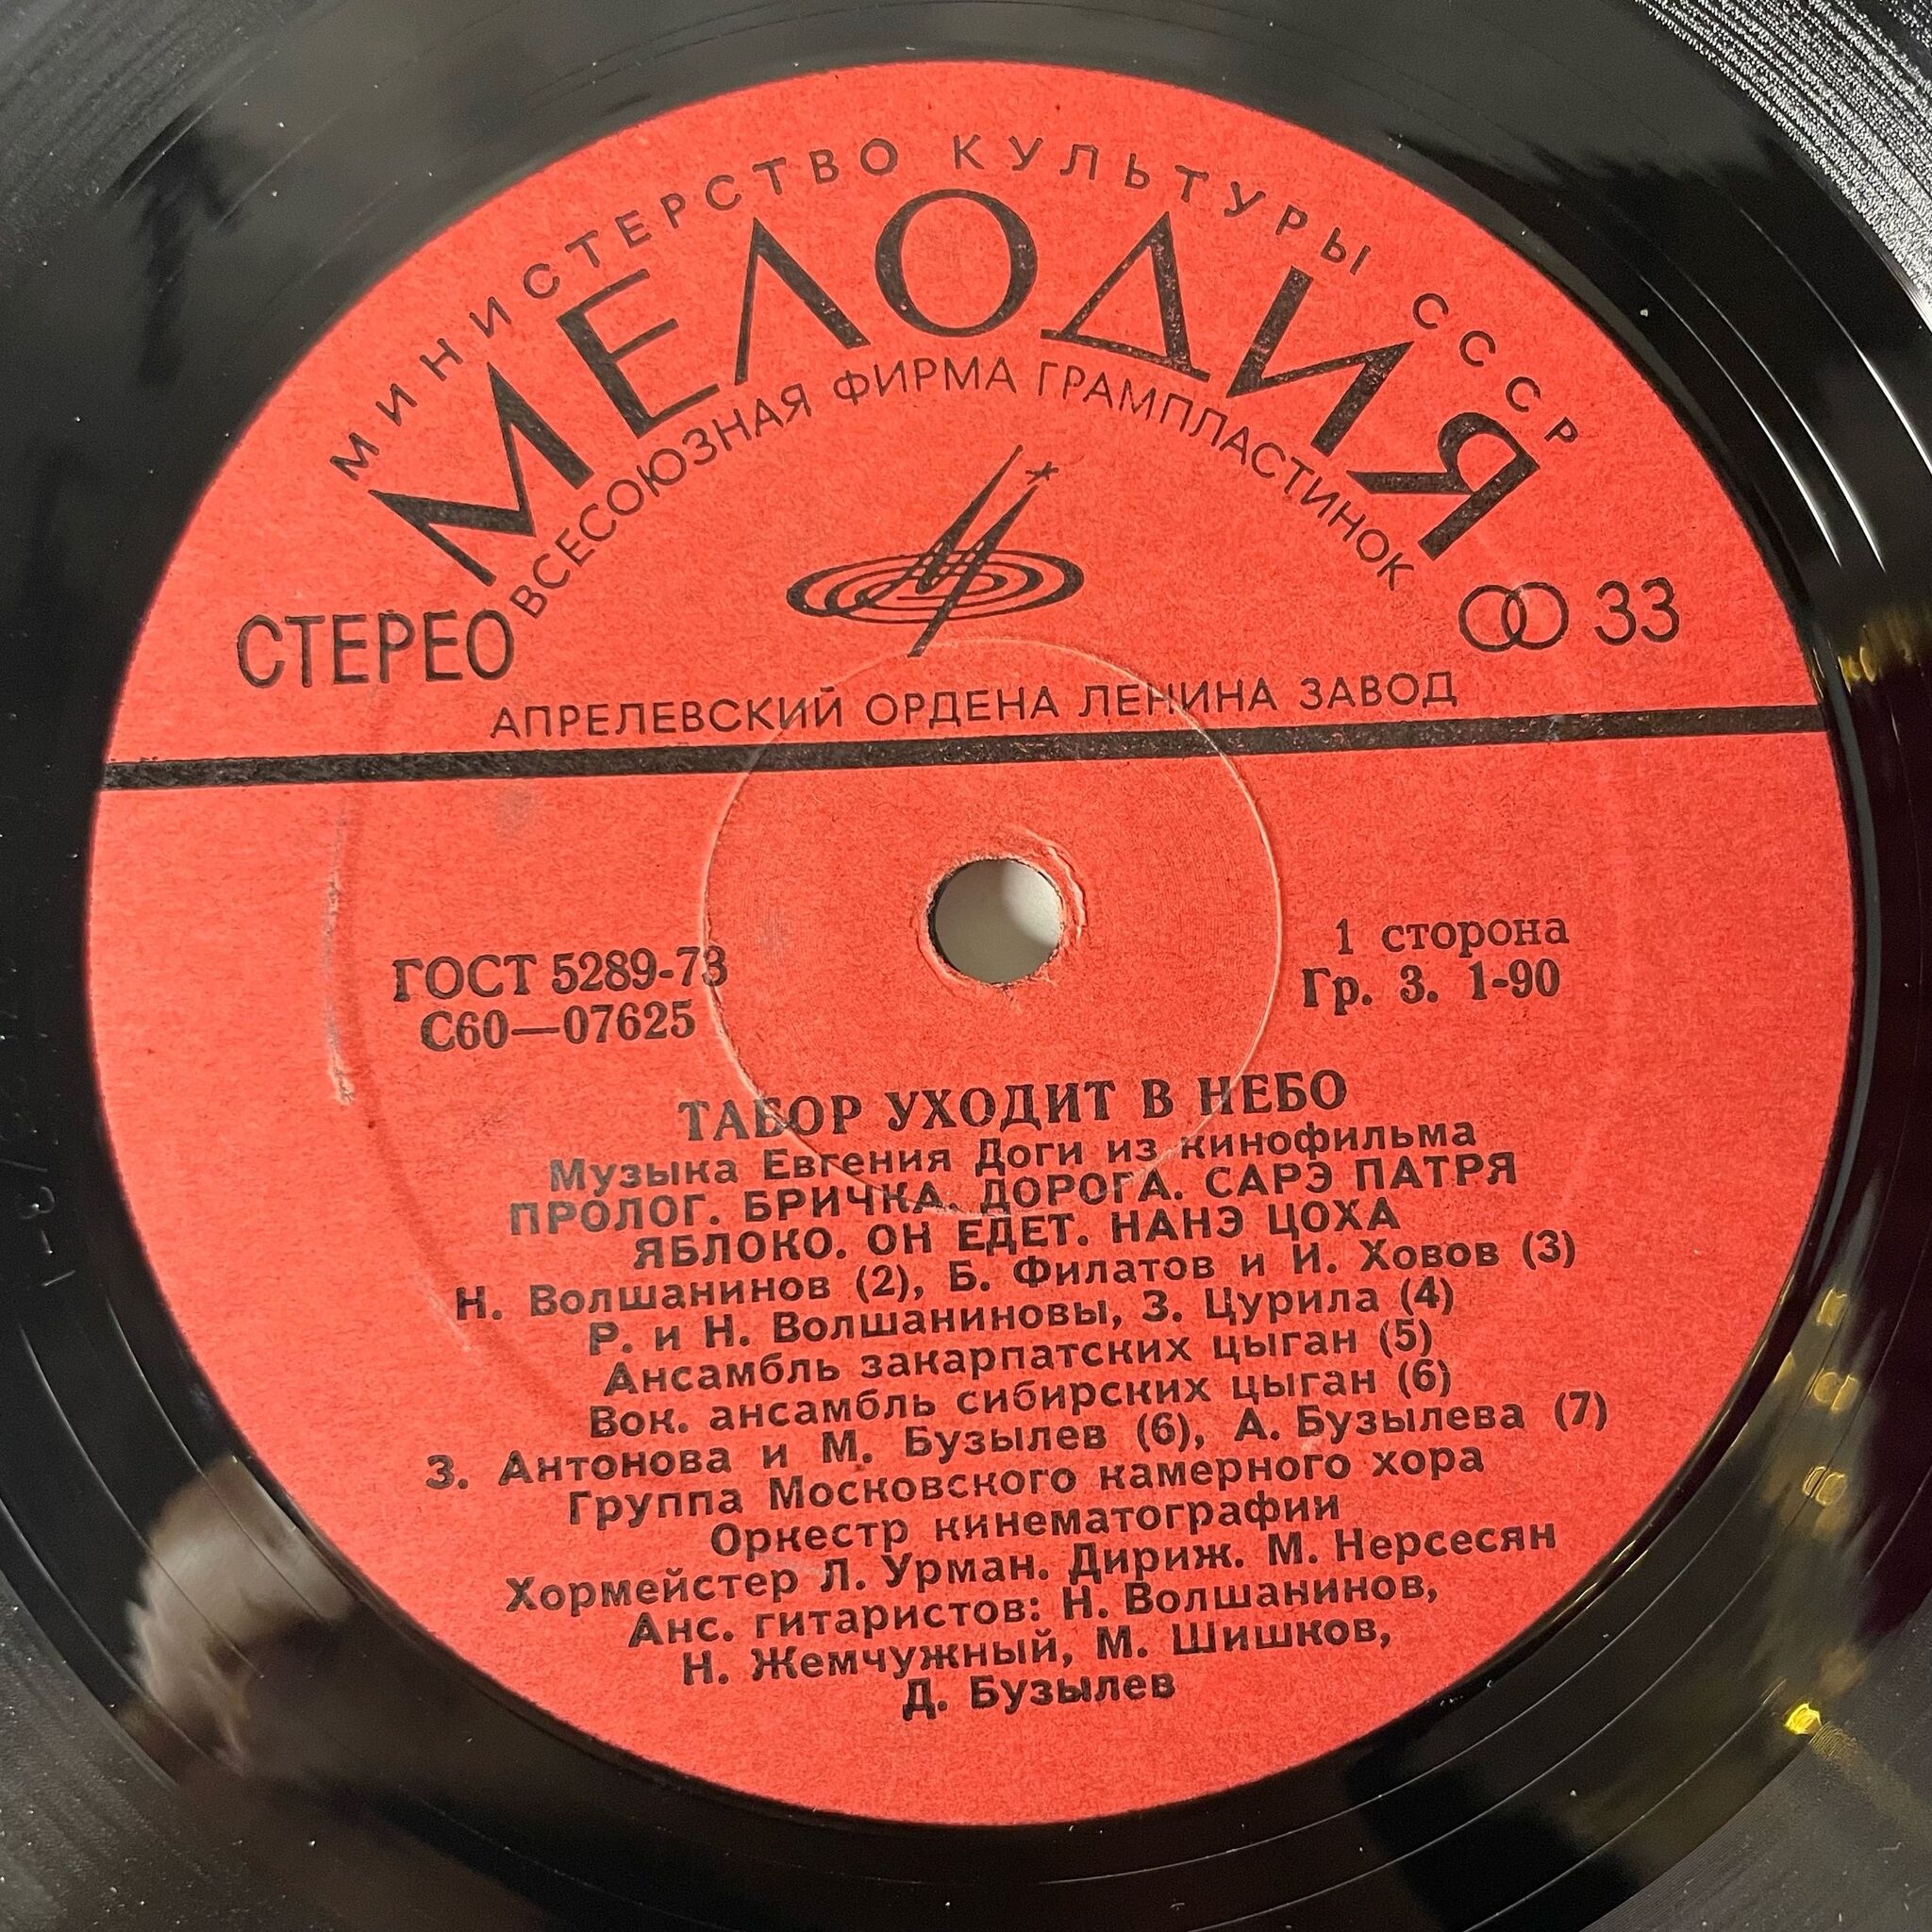 МИНИСТЕРСТВО КУЛЬТУРЫ СССР
МЕЛОДИЯ
ВСЕСОЮЗНАЯ ФИРМА ГРАМПЛАСТИНОК
СТЕРЕО
33
АПРЕЛЕВСКИЙ ОРДЕНА ЛЕНИНА ЗАВОД
ГОСТ 5289-73
С60—07625
1 сторона
Гр. 3. 1-90
ТАБОР УХОДИТ В НЕБО
Музыка Евгения Доги из кинофильма
ПРОЛОГ. БРИЧКА. ДОРОГА. САРЭ ПАТРЯ
ЯБЛОКО. ОН ЕДЕТ. НАНЭ ЦОХА
Н. Волшанинов (2), Б. Филатов и И. Ховов (3)
Р. и Н. Волшаниновы, З. Цурила (4)
Ансамбль закарпатских цыган (5)
Вок. ансамбль сибирских цыган (6)
З. Антонова и М. Бузылев (6), А. Бузылева (7)
Группа Московского камерного хора
Оркестр кинематографии
Хормейстер Л. Урман. Дириж. М. Нерсесян
Анс. гитаристов: Н. Волшанинов,
Н. Жемчужный, М. Шишков,
Д. Бузылев